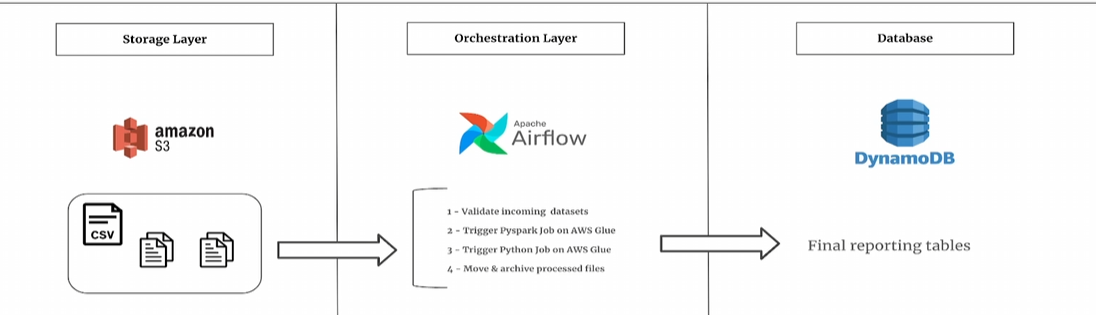 Storage Layer
Orchestration Layer
Database
amazon
S3
Apache
Airflow
DynamoDB
CSV
1 - Validate incoming datasets
2 - Trigger Pyspark Job on AWS Glue
3 - Trigger Python Job on AWS Glue
4 - Move & archive processed files
Final reporting tables